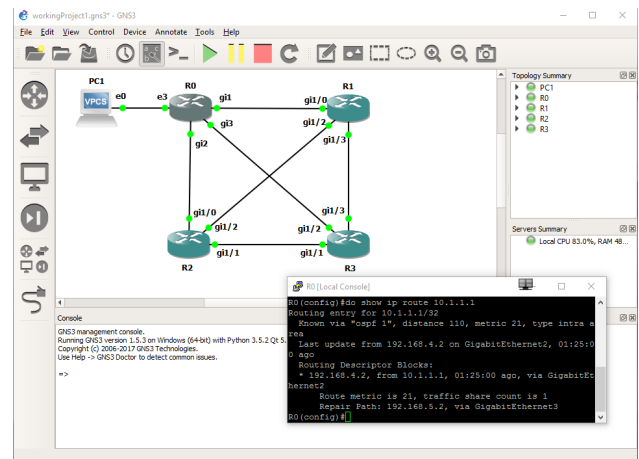 workingProject1.gns3* - GNS3
File Edit View Control Device Annotate Tools Help
PC1
VPCS
e0
e3
R0
gi1
gi3
gi2
R1
gi1/0
gi1/2
gi1/3
gi1/0
gi1/2
gi1/1
R2
gi1/3
gi1/2
gi1/1
R3
Topology Summary
PC1
R0
R1
R2
R3
Servers Summary
Local CPU 83.0%, RAM 48...
Console
GNS3 management console.
Running GNS3 version 1.5.3 on Windows (64-bit) with Python 3.5.2 Qt 5.
Copyright (c) 2006-2017 GNS3 Technologies.
Use Help -> GNS3 Doctor to detect common issues.
=>
R0 [Local Console]
R0(config)#do show ip route 10.1.1.1
Routing entry for 10.1.1.1/32
Known via "ospf 1", distance 110, metric 21, type intra a
rea
Last update from 192.168.4.2 on GigabitEthernet2, 01:25:0
0 ago
Routing Descriptor Blocks:
* 192.168.4.2, from 10.1.1.1, 01:25:00 ago, via GigabitEt
hernet2
Route metric is 21, traffic share count is 1
Repair Path: 192.168.5.2, via GigabitEthernet3
R0(config)#